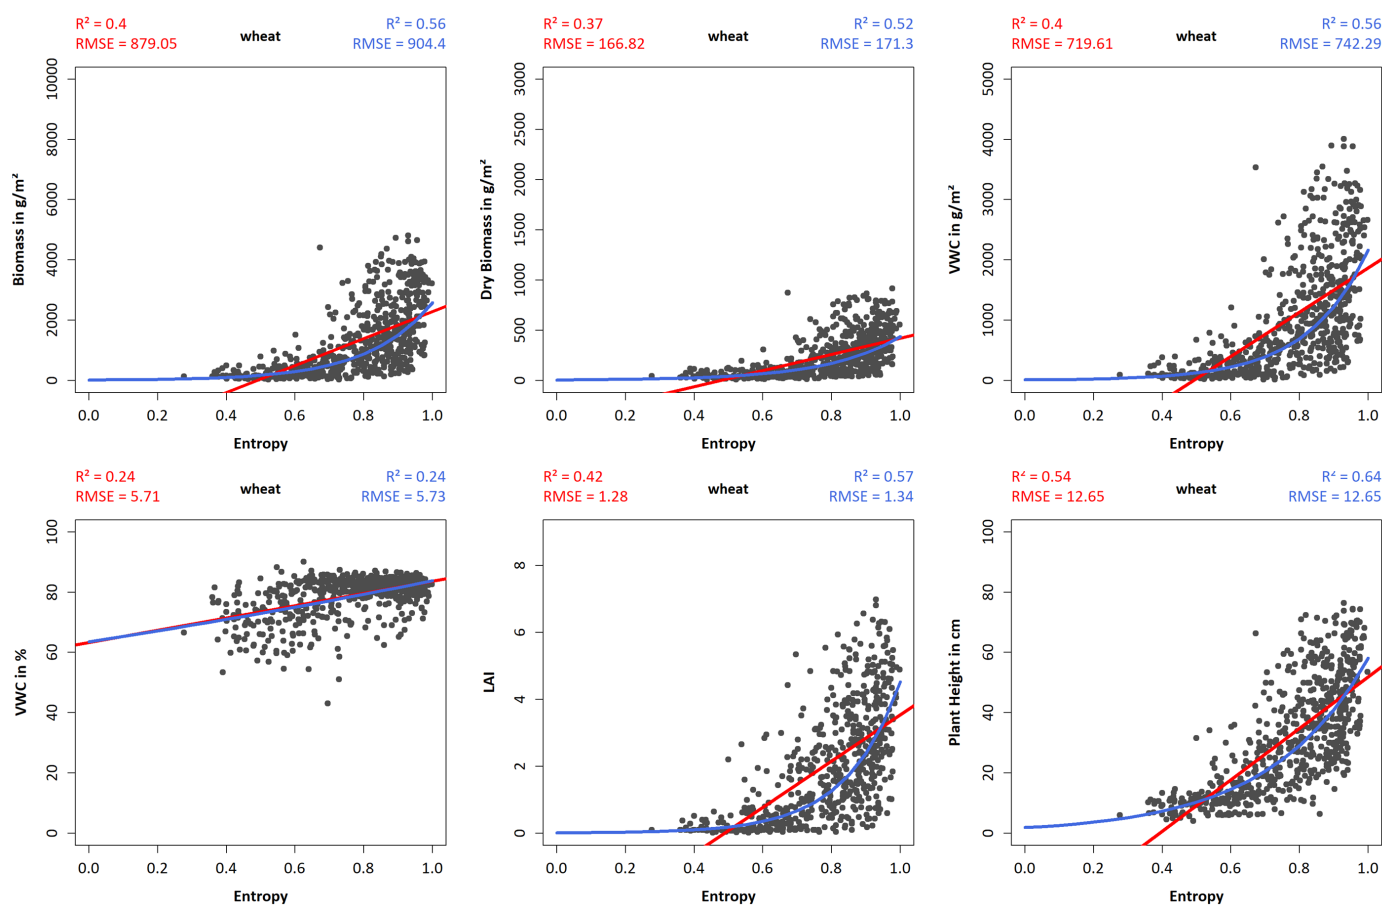 R² = 0.4
RMSE = 879.05
wheat
R² = 0.56
RMSE = 904.4
Biomass in g/m²
10000
8000
6000
4000
2000
0
0.0 0.2 0.4 0.6 0.8 1.0
Entropy
R² = 0.37
RMSE = 166.82
wheat
R² = 0.52
RMSE = 171.3
Dry Biomass in g/m²
3000
2500
2000
1500
1000
500
0
0.0 0.2 0.4 0.6 0.8 1.0
Entropy
R² = 0.4
RMSE = 719.61
wheat
R² = 0.56
RMSE = 742.29
VWC in g/m²
5000
4000
3000
2000
1000
0
0.0 0.2 0.4 0.6 0.8 1.0
Entropy
R² = 0.24
RMSE = 5.71
wheat
R² = 0.24
RMSE = 5.73
VWC in %
100
80
60
40
20
0
0.0 0.2 0.4 0.6 0.8 1.0
Entropy
R² = 0.42
RMSE = 1.28
wheat
R² = 0.57
RMSE = 1.34
LAI
8
6
4
2
0
0.0 0.2 0.4 0.6 0.8 1.0
Entropy
R² = 0.54
RMSE = 12.65
wheat
R² = 0.64
RMSE = 12.65
Plant Height in cm
100
80
60
40
20
0
0.0 0.2 0.4 0.6 0.8 1.0
Entropy